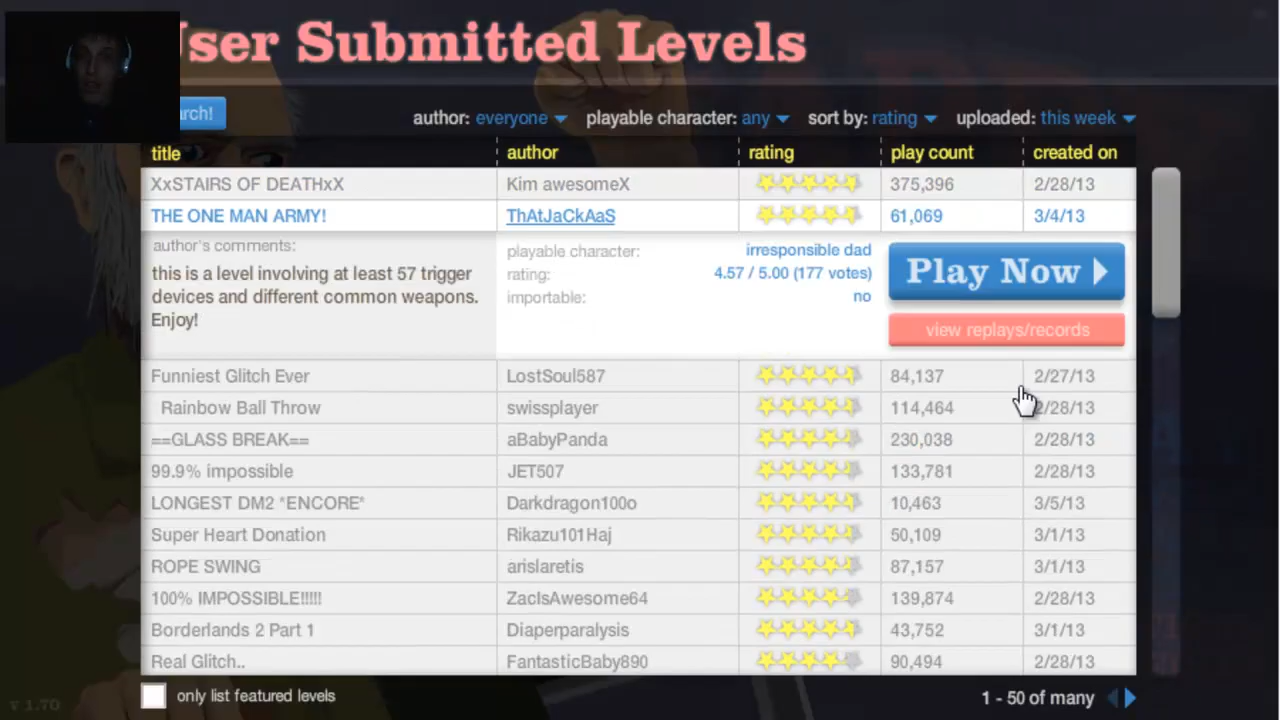 User Submitted Levels
arch!
author: everyone playable character: any sort by: rating uploaded: this week
title author rating play count created on
XxSTAIRS OF DEATHxX Kim awesomeX 375,396 2/28/13
THE ONE MAN ARMY! ThAtJaCkAaS 61,069 3/4/13
author's comments:
this is a level involving at least 57 trigger
devices and different common weapons.
Enjoy!
playable character: irresponsible dad
rating: 4.57 / 5.00 (177 votes)
importable: no
Play Now
view replays/records
Funniest Glitch Ever LostSoul587 84,137 2/27/13
Rainbow Ball Throw swissplayer 114,464 2/28/13
==GLASS BREAK== aBabyPanda 230,038 2/28/13
99.9% impossible JET507 133,781 2/28/13
LONGEST DM2 *ENCORE* Darkdragon100o 10,463 3/5/13
Super Heart Donation Rikazu101Haj 50,109 3/1/13
ROPE SWING arislaretis 87,157 3/1/13
100% IMPOSSIBLE!!!!! ZacIsAwesome64 139,874 2/28/13
Borderlands 2 Part 1 Diaperparalysis 43,752 3/1/13
Real Glitch.. FantasticBaby890 90,494 2/28/13
only list featured levels
1 - 50 of many
v 1.70